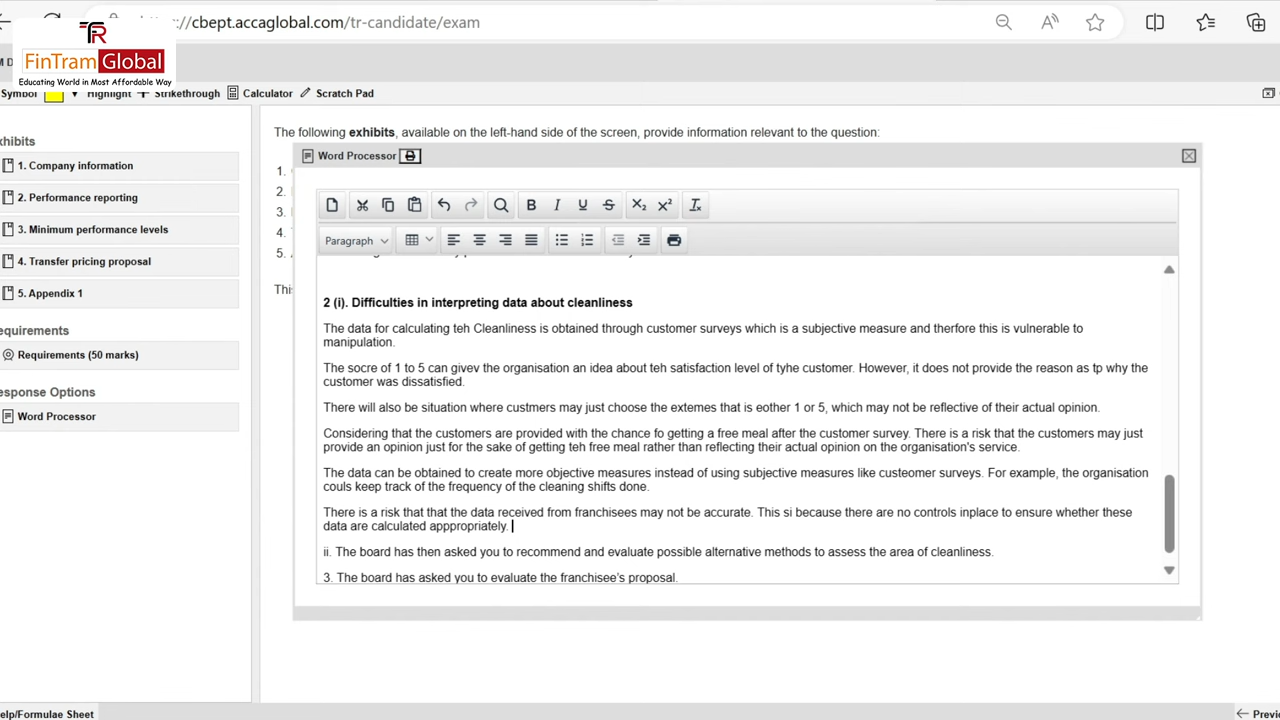 ://cbept.accaglobal.com/tr-candidate/exam
FinTram Global
Educating World in Most Affordable Way
Symbol Highlight Strikethrough Calculator Scratch Pad
xhibits
1. Company information
2. Performance reporting
3. Minimum performance levels
4. Transfer pricing proposal
5. Appendix 1
equirements
Requirements (50 marks)
esponse Options
Word Processor
The following exhibits, available on the left-hand side of the screen, provide information relevant to the question:
1.
2.
3.
4.
5.
Thi
Word Processor
Paragraph
2 (i). Difficulties in interpreting data about cleanliness
The data for calculating teh Cleanliness is obtained through customer surveys which is a subjective measure and therfore this is vulnerable to
manipulation.
The socre of 1 to 5 can givev the organisation an idea about teh satisfaction level of tyhe customer. However, it does not provide the reason as tp why the
customer was dissatisfied.
There will also be situation where custmers may just choose the extemes that is eother 1 or 5, which may not be reflective of their actual opinion.
Considering that the customers are provided with the chance fo getting a free meal after the customer survey. There is a risk that the customers may just
provide an opinion just for the sake of getting teh free meal rather than reflecting their actual opinion on the organisation's service.
The data can be obtained to create more objective measures instead of using subjective measures like custeomer surveys. For example, the organisation
couls keep track of the frequency of the cleaning shifts done.
There is a risk that that the data received from franchisees may not be accurate. This si because there are no controls inplace to ensure whether these
data are calculated apppropriately.
ii. The board has then asked you to recommend and evaluate possible alternative methods to assess the area of cleanliness.
3. The board has asked you to evaluate the franchisee's proposal.
elp/Formulae Sheet
Previo